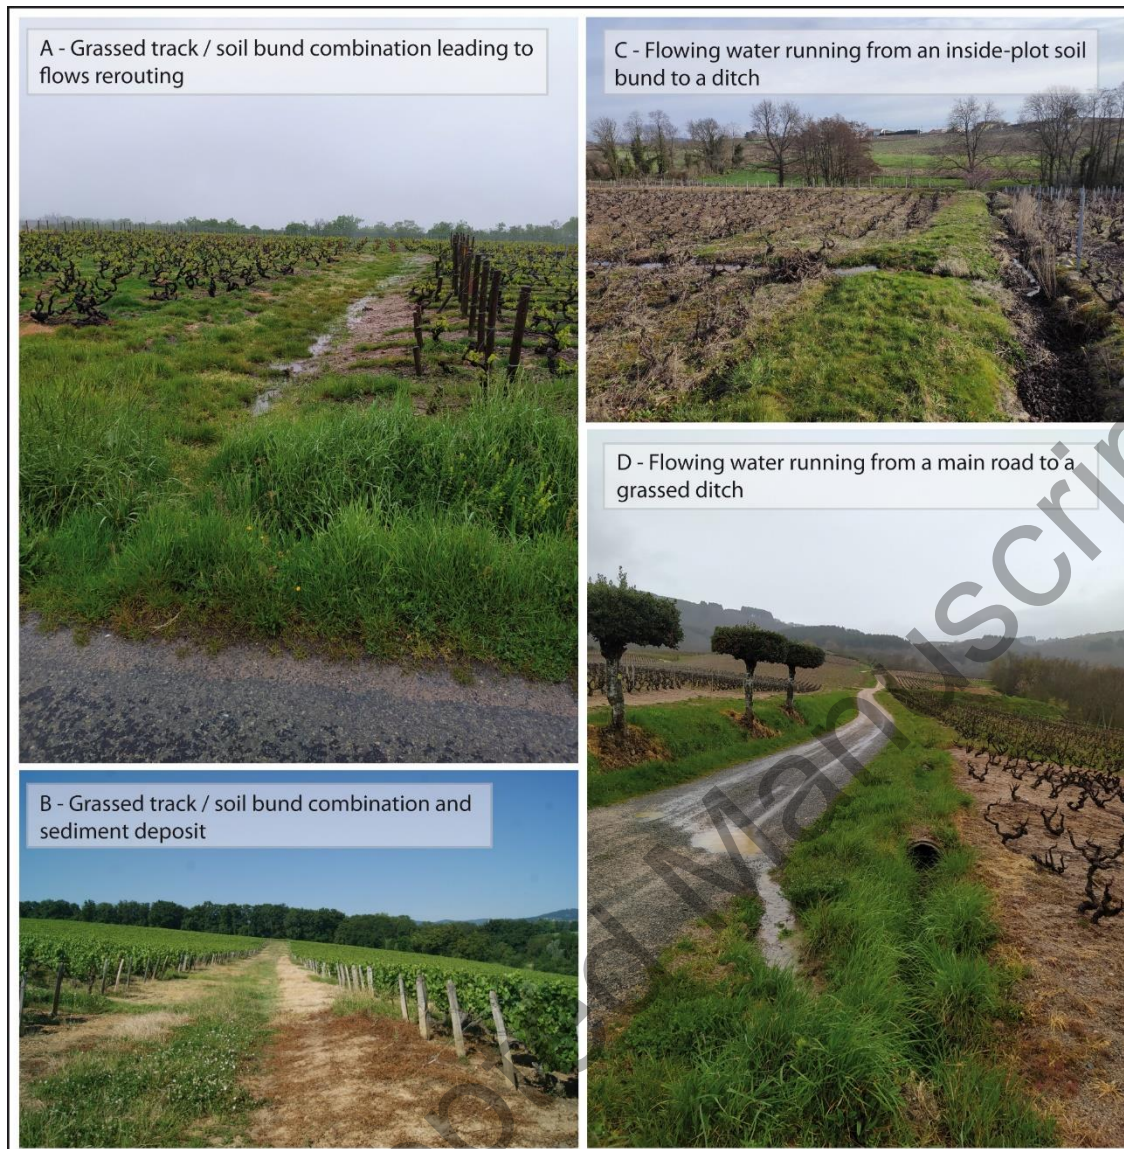 A - Grassed track / soil bund combination leading to
flows rerouting
C - Flowing water running from an inside-plot soil
bund to a ditch
D - Flowing water running from a main road to a
grassed ditch
B - Grassed track / soil bund combination and
sediment deposit
Manuscrip